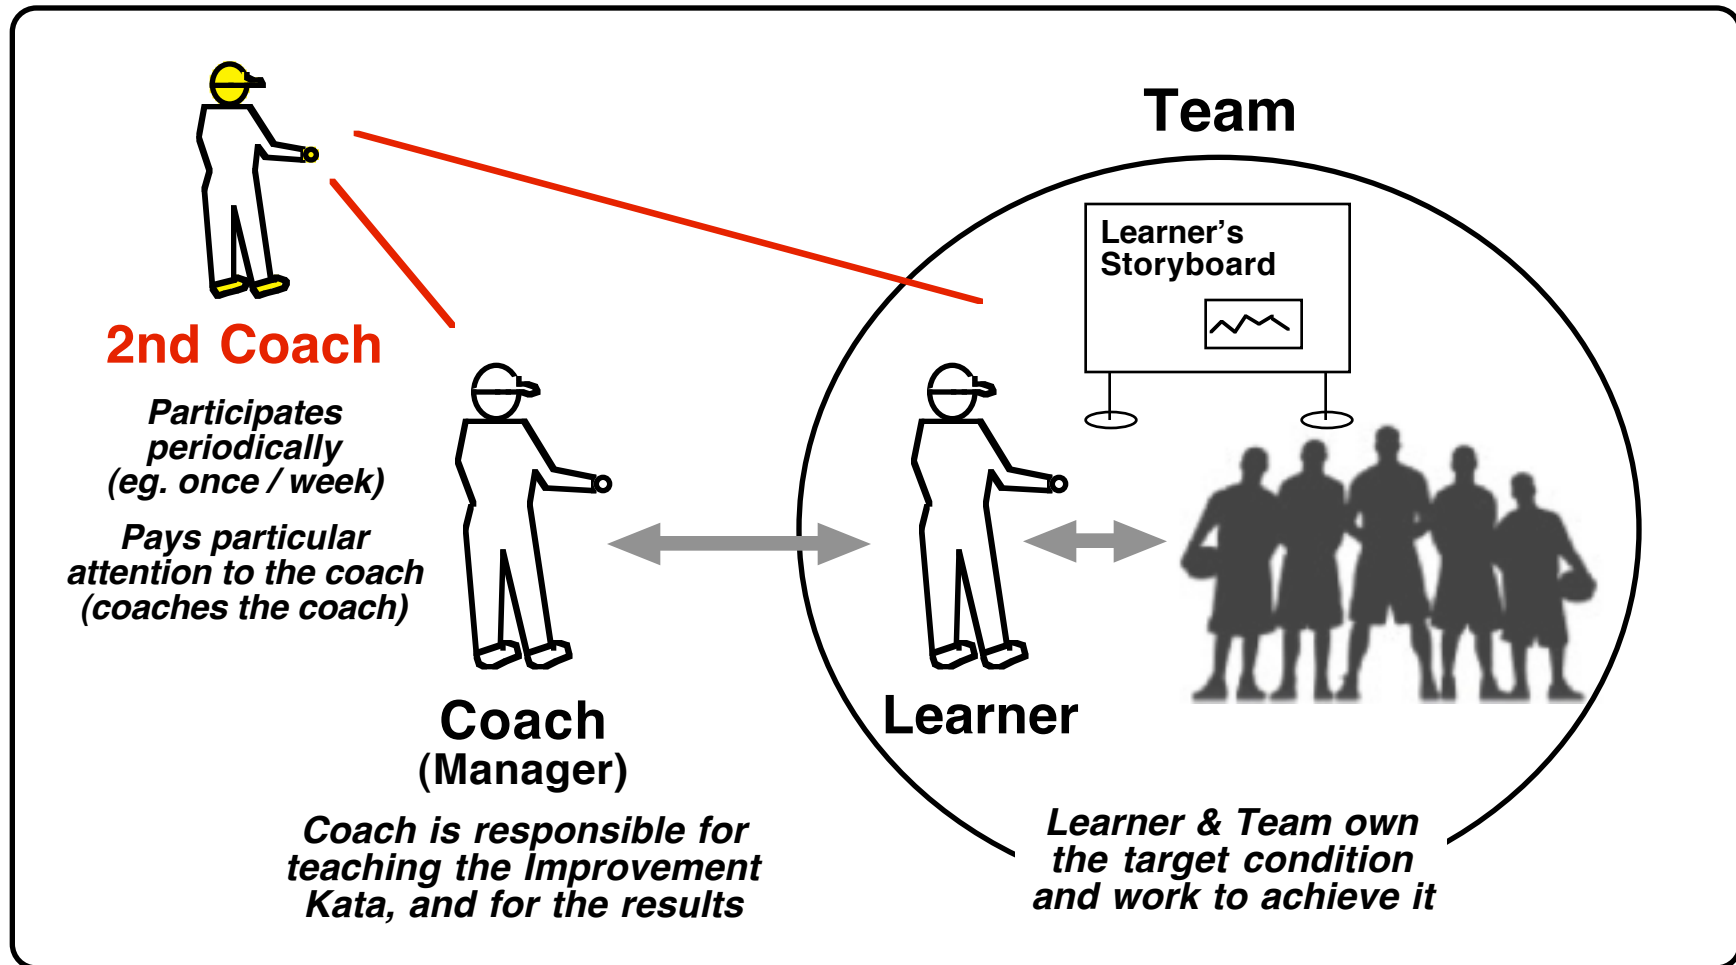 Team
Learner’s
Storyboard
2nd Coach
Participates
periodically
(eg. once / week)
Pays particular
attention to the coach
(coaches the coach)
Coach
(Manager)
Coach is responsible for
teaching the Improvement
Kata, and for the results
Learner
Learner & Team own
the target condition
and work to achieve it